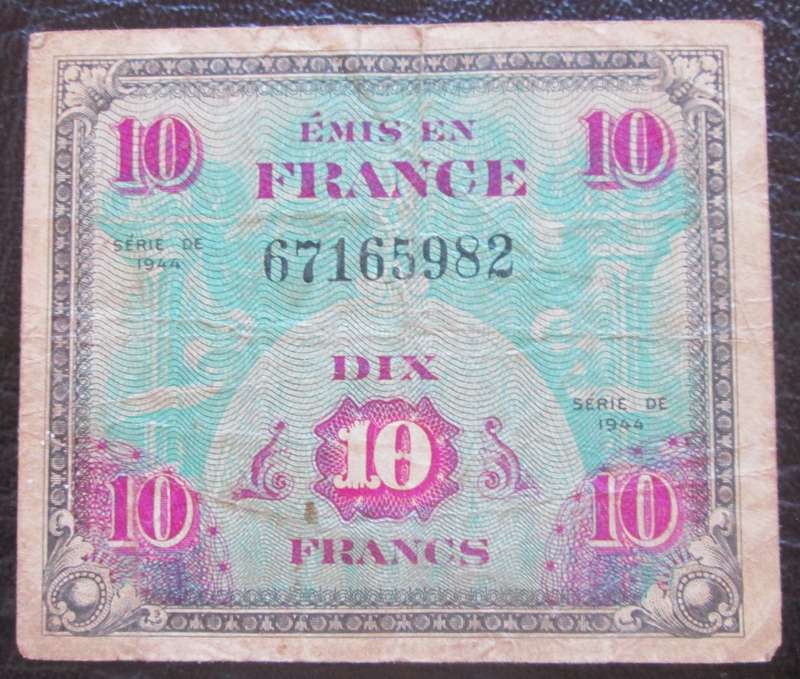 10 ÉMIS EN 10
FRANCE
SÉRIE DE
1944
67165982
DIX
SÉRIE DE
1944
10
10 10
FRANCS